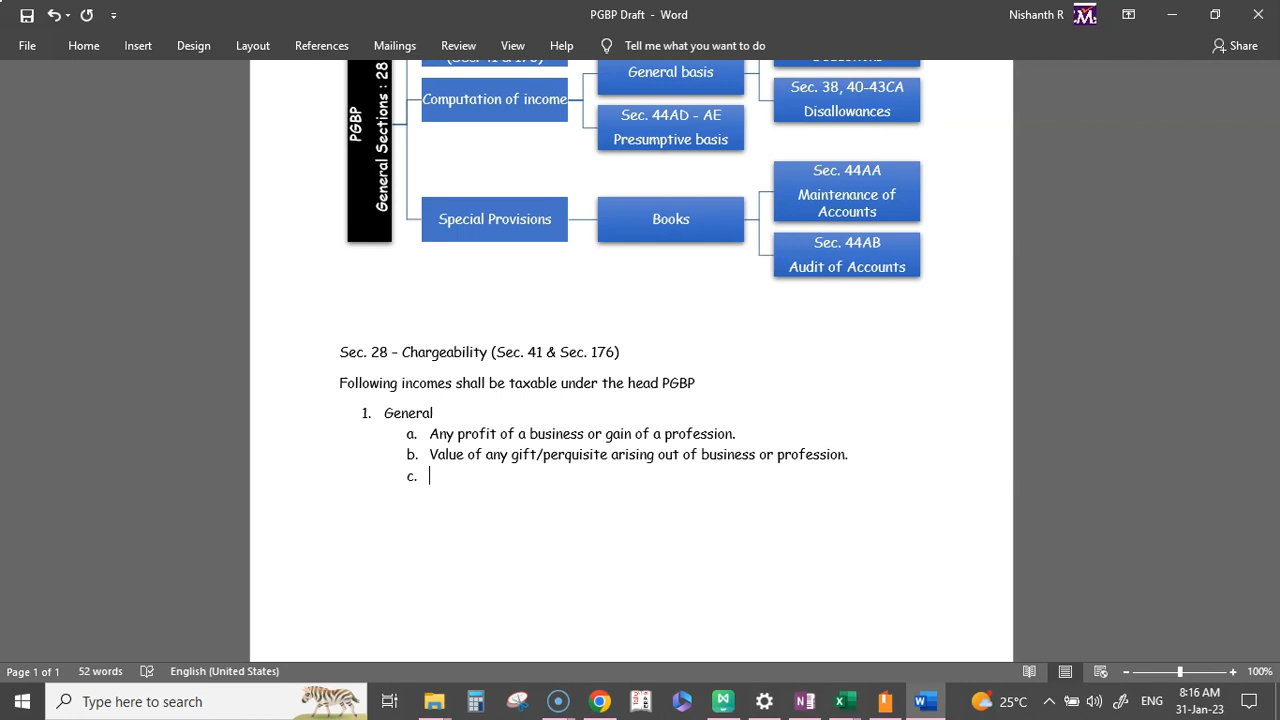 PGBP Draft - Word
Nishanth R
File Home Insert Design Layout References Mailings Review View Help Tell me what you want to do Share
General basis
Computation of income
Sec. 38, 40-43CA
Disallowances
Sec. 44AD - AE
Presumptive basis
PGBP
General Sections : 28
Sec. 44AA
Maintenance of
Accounts
Special Provisions
Books
Sec. 44AB
Audit of Accounts
Sec. 28 – Chargeability (Sec. 41 & Sec. 176)
Following incomes shall be taxable under the head PGBP
1. General
a. Any profit of a business or gain of a profession.
b. Value of any gift/perquisite arising out of business or profession.
c.
Page 1 of 1 52 words English (United States) 100%
Type here to search
25°C ENG 8:16 AM
31-Jan-23